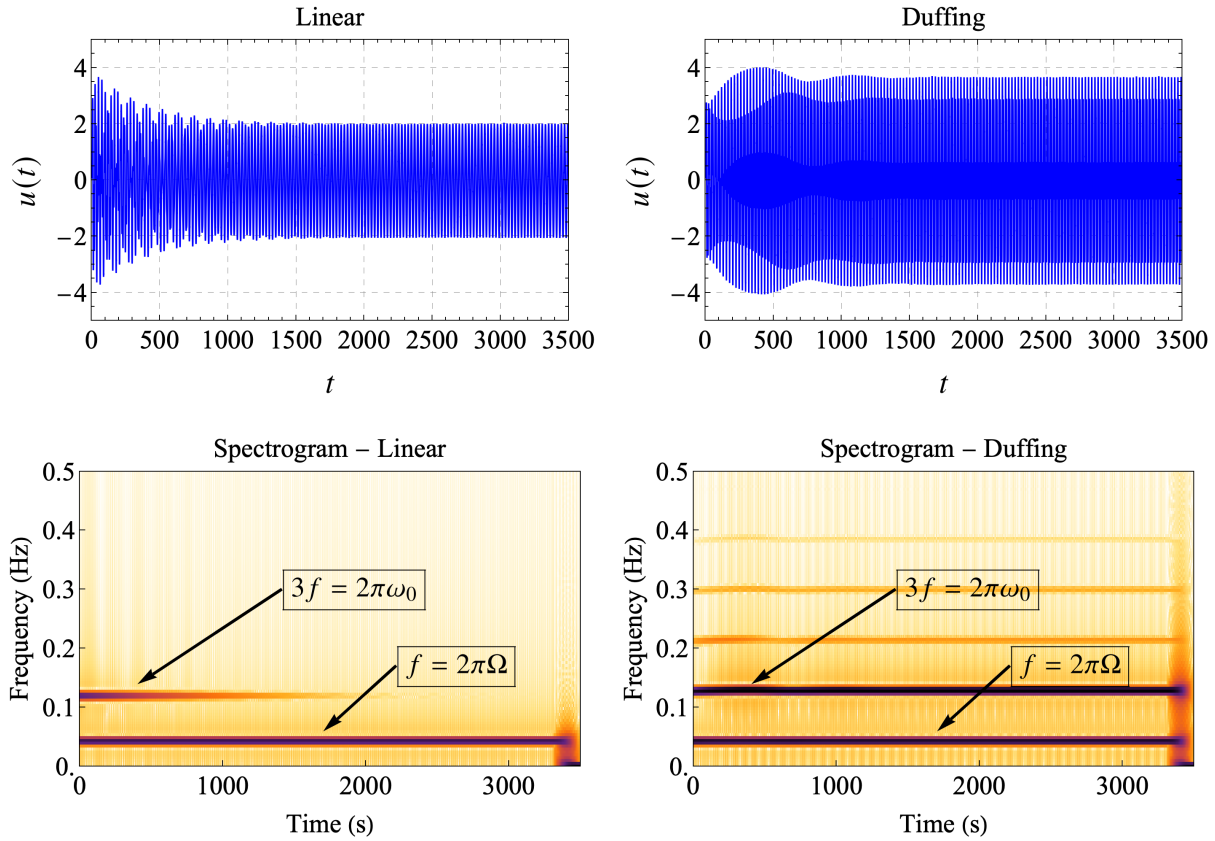 Linear
u(t)
4
2
0
−2
−4
0 500 1000 1500 2000 2500 3000 3500
t
Duffing
u(t)
4
2
0
−2
−4
0 500 1000 1500 2000 2500 3000 3500
t
Spectrogram – Linear
Frequency (Hz)
0.5
0.4
0.3
0.2
0.1
0.
3f = 2πω₀
f = 2πΩ
0 1000 2000 3000
Time (s)
Spectrogram – Duffing
Frequency (Hz)
0.5
0.4
0.3
0.2
0.1
0.
3f = 2πω₀
f = 2πΩ
0 1000 2000 3000
Time (s)